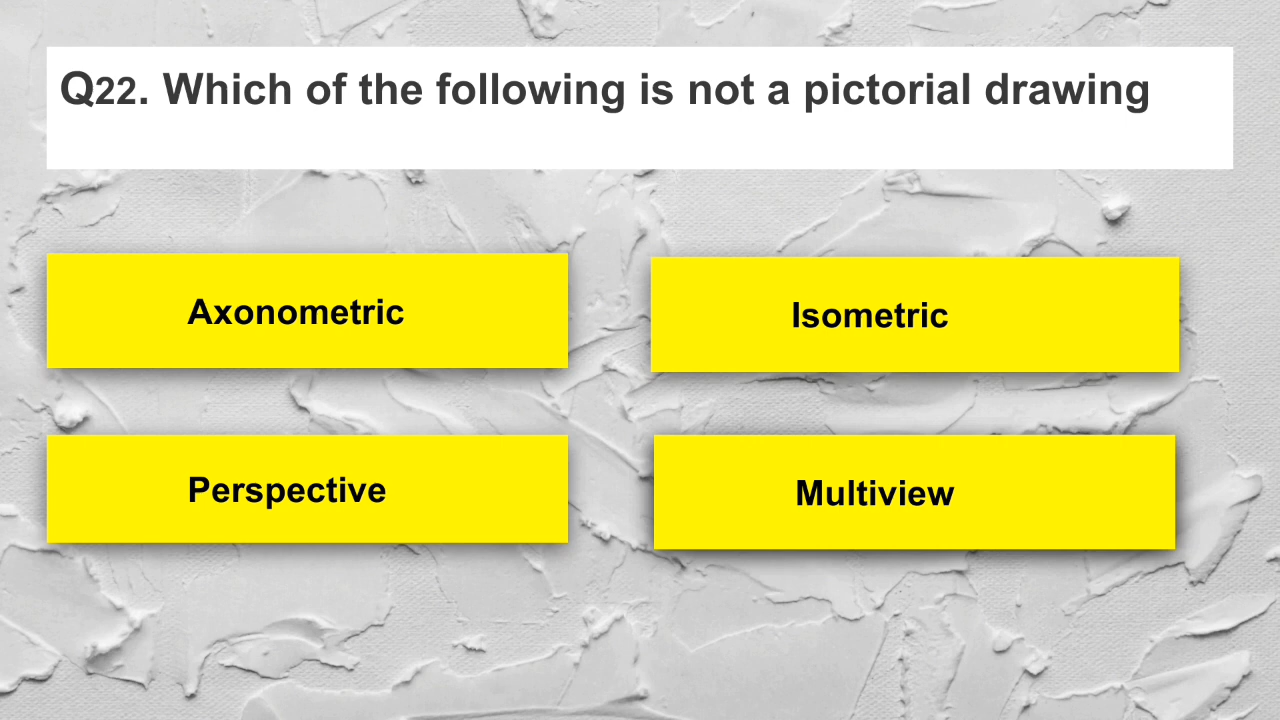 Q22. Which of the following is not a pictorial drawing
Axonometric
Isometric
Perspective
Multiview